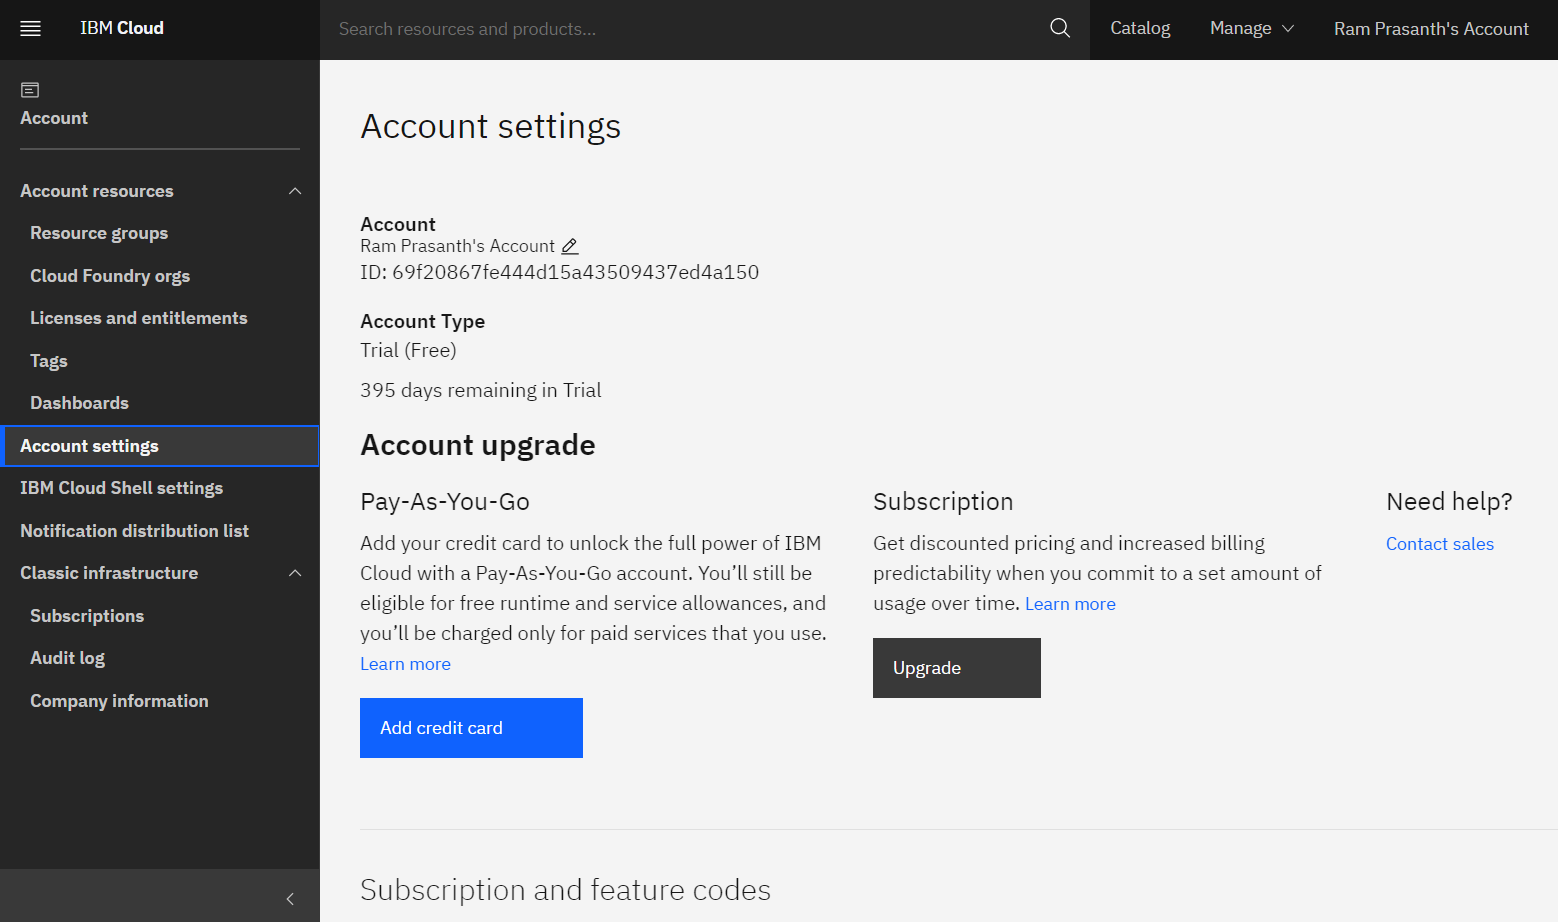 IBM Cloud
Search resources and products...
Catalog
Manage
Ram Prasanth's Account
Account
Account resources
Resource groups
Cloud Foundry orgs
Licenses and entitlements
Tags
Dashboards
Account settings
IBM Cloud Shell settings
Notification distribution list
Classic infrastructure
Subscriptions
Audit log
Company information
Account settings
Account
Ram Prasanth's Account
ID: 69f20867fe444d15a43509437ed4a150
Account Type
Trial (Free)
395 days remaining in Trial
Account upgrade
Pay-As-You-Go
Add your credit card to unlock the full power of IBM
Cloud with a Pay-As-You-Go account. You’ll still be
eligible for free runtime and service allowances, and
you’ll be charged only for paid services that you use.
Learn more
Add credit card
Subscription
Get discounted pricing and increased billing
predictability when you commit to a set amount of
usage over time. Learn more
Upgrade
Need help?
Contact sales
Subscription and feature codes